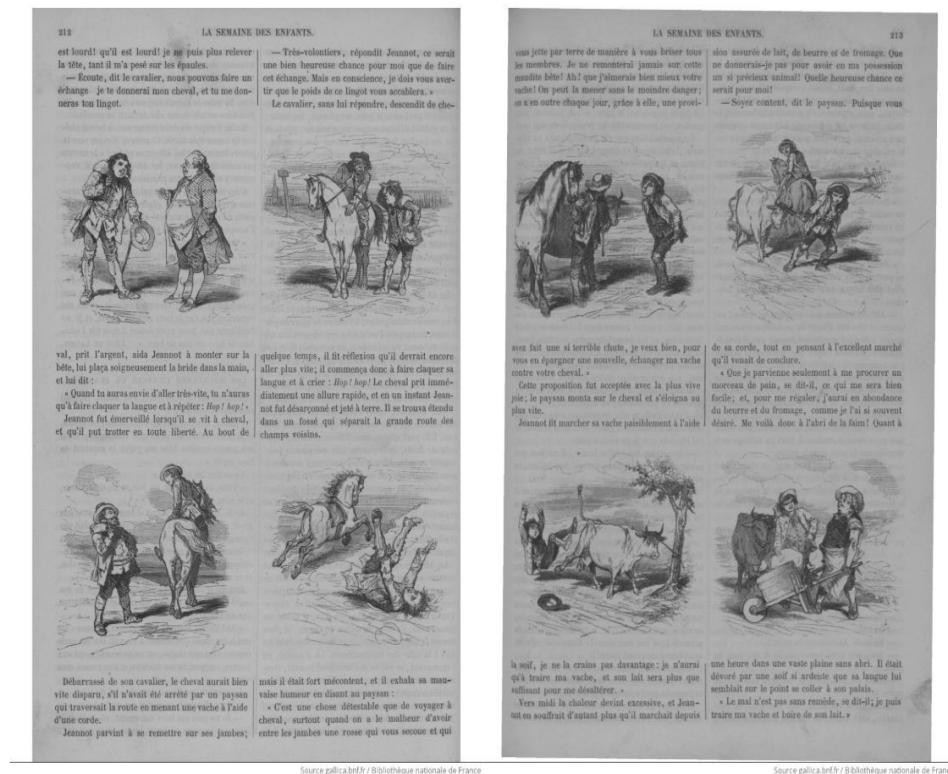 212
LA SEMAINE DES ENFANTS.
est lourd! qu'il est lourd! je ne puis plus relever
la tête, tant il m'a pesé sur les épaules.
— Écoute, dit le cavalier, nous pouvons faire un
échange je te donnerai mon cheval, et tu me don-
neras ton lingot.
— Très-volontiers, répondit Jeannot, ce serait
une bien heureuse chance pour moi que de faire
cet échange. Mais en conscience, je dois vous aver-
tir que le poids de ce lingot vous accablera. »
Le cavalier, sans lui répondre, descendit de che-
val, prit l'argent, aida Jeannot à monter sur la
bête, lui plaça soigneusement la bride dans la main,
et lui dit :
« Quand tu auras envie d'aller très-vite, tu n'auras
qu'à faire claquer ta langue et à répéter : Hop! hop! »
Jeannot fut émerveillé lorsqu'il se vit à cheval,
et qu'il put trotter en toute liberté. Au bout de
quelque temps, il fit réflexion qu'il devrait encore
aller plus vite; il commença donc à faire claquer sa
langue et à crier : Hop! hop! Le cheval prit immé-
diatement une allure rapide, et en un instant Jean-
not fut désarçonné et jeté à terre. Il se trouva étendu
dans un fossé qui séparait la grande route des
champs voisins.
Débarrassé de son cavalier, le cheval aurait bien
vite disparu, s'il n'avait été arrêté par un paysan
qui traversait la route en menant une vache à l'aide
d'une corde.
Jeannot parvint à se remettre sur ses jambes;
mais il était fort mécontent, et il exhala sa mau-
vaise humeur en disant au paysan :
« C'est une chose détestable que de voyager à
cheval, surtout quand on a le malheur d'avoir
entre les jambes une rosse qui vous secoue et qui
Source gallica.bnf.fr / Bibliothèque nationale de France
LA SEMAINE DES ENFANTS.
213
vous jette par terre de manière à vous briser tous
les membres. Je ne remonterai jamais sur cette
maudite bête! Ah! que j'aimerais bien mieux votre
vache! On peut la mener sans le moindre danger;
on a en outre chaque jour, grâce à elle, une provi-
sion assurée de lait, de beurre et de fromage. Que
ne donnerais-je pas pour avoir en ma possession
un si précieux animal! Quelle heureuse chance ce
serait pour moi!
— Soyez content, dit le paysan. Puisque vous
avez fait une si terrible chute, je veux bien, pour
vous en épargner une nouvelle, échanger ma vache
contre votre cheval. »
Cette proposition fut acceptée avec la plus vive
joie; le paysan monta sur le cheval et s'éloigna au
plus vite.
Jeannot fit marcher sa vache paisiblement à l'aide
de sa corde, tout en pensant à l'excellent marché
qu'il venait de conclure.
« Que je parvienne seulement à me procurer un
morceau de pain, se dit-il, ce qui me sera bien
facile; et, pour me régaler, j'aurai en abondance
du beurre et du fromage, comme je l'ai si souvent
désiré. Me voilà donc à l'abri de la faim! Quant à
la soif, je ne la crains pas davantage : je n'aurai
qu'à traire ma vache, et son lait sera plus que
suffisant pour me désaltérer. »
Vers midi la chaleur devint excessive, et Jean-
not en souffrait d'autant plus qu'il marchait depuis
une heure dans une vaste plaine sans abri. Il était
dévoré par une soif si ardente que sa langue lui
semblait sur le point se coller à son palais.
« Le mal n'est pas sans remède, se dit-il; je puis
traire ma vache et boire de son lait. »
Source gallica.bnf.fr / Bibliothèque nationale de Fran